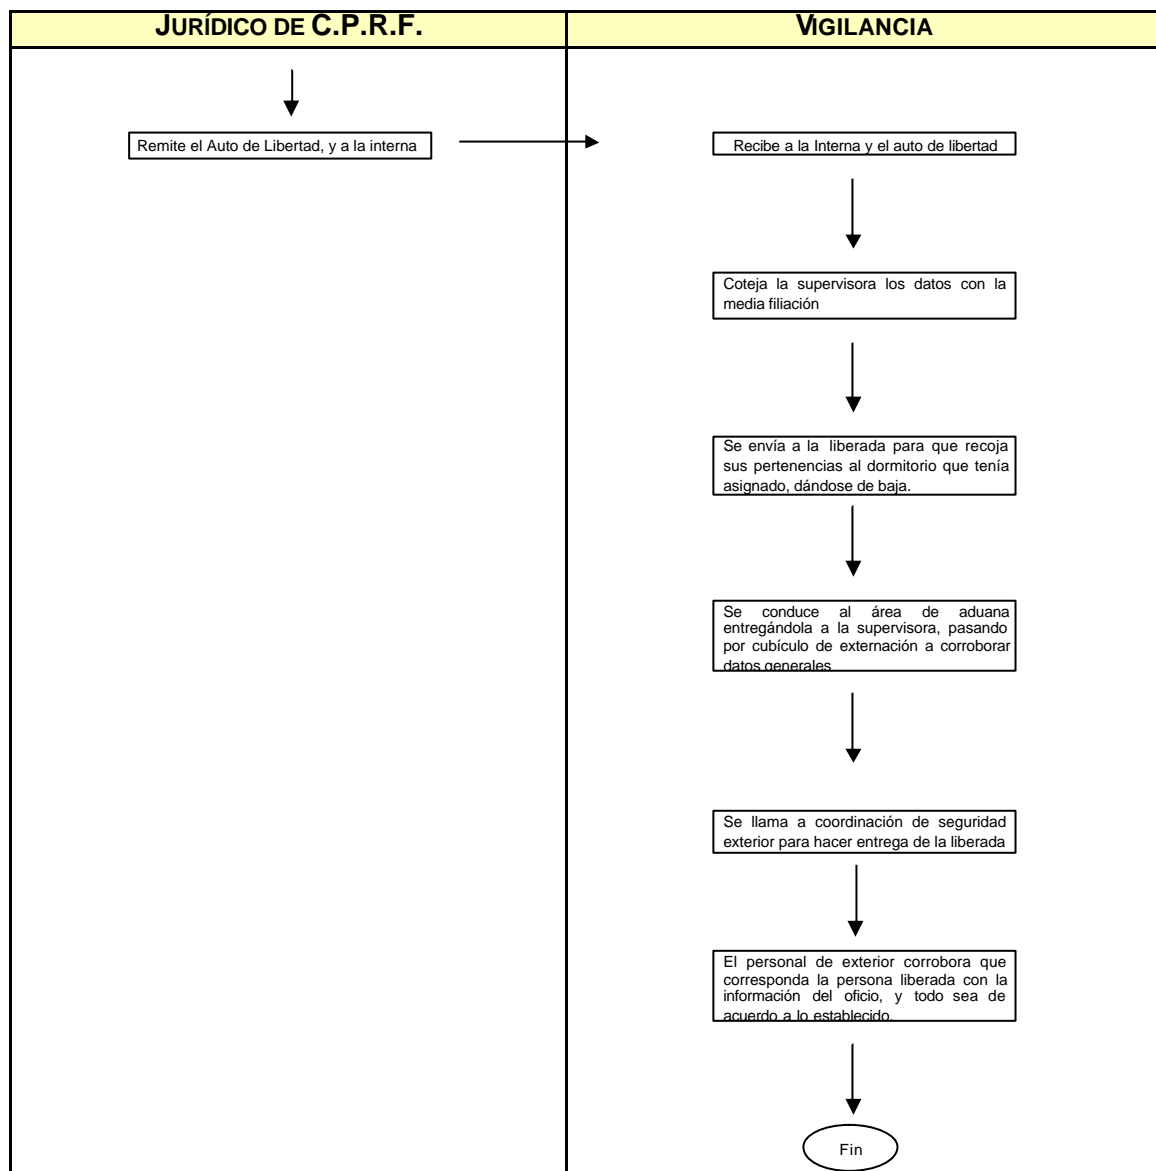 JURÍDICO DE C.P.R.F.
VIGILANCIA
Remite el Auto de Libertad, y a la interna
Recibe a la Interna y el auto de libertad
Coteja la supervisora los datos con la
media filiación
Se envía a la liberada para que recoja
sus pertenencias al dormitorio que tenía
asignado, dándose de baja.
Se conduce al área de aduana
entregándola a la supervisora, pasando
por cubículo de externación a corroborar
datos generales
Se llama a coordinación de seguridad
exterior para hacer entrega de la liberada
El personal de exterior corrobora que
corresponda la persona liberada con la
información del oficio, y todo sea de
acuerdo a lo establecido.
Fin